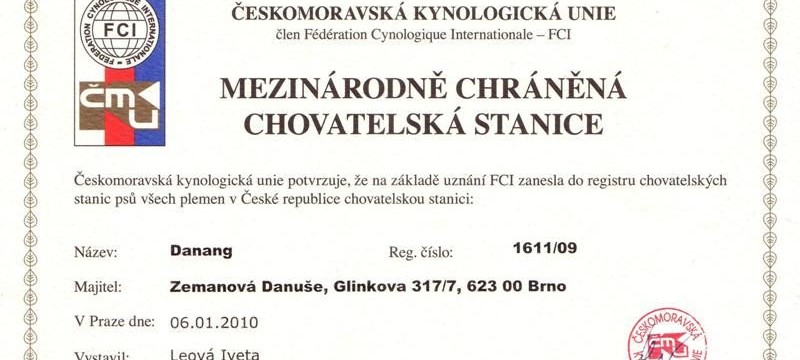 FEDERATION CYNOLOGIQUE INTERNATIONALE
FCI
ČESKOMORAVSKÁ KYNOLOGICKÁ UNIE
člen Fédération Cynologique Internationale – FCI
čmu
MEZINÁRODNĚ CHRÁNĚNÁ
CHOVATELSKÁ STANICE
Českomoravská kynologická unie potvrzuje, že na základě uznání FCI zanesla do registru chovatelských
stanic psů všech plemen v České republice chovatelskou stanici:
Název: Danang Reg. číslo: 1611/09
Majitel: Zemanová Danuše, Glinkova 317/7, 623 00 Brno
V Praze dne: 06.01.2010
Vystavil: Leová Iveta
ČESKOMORAVSKÁ